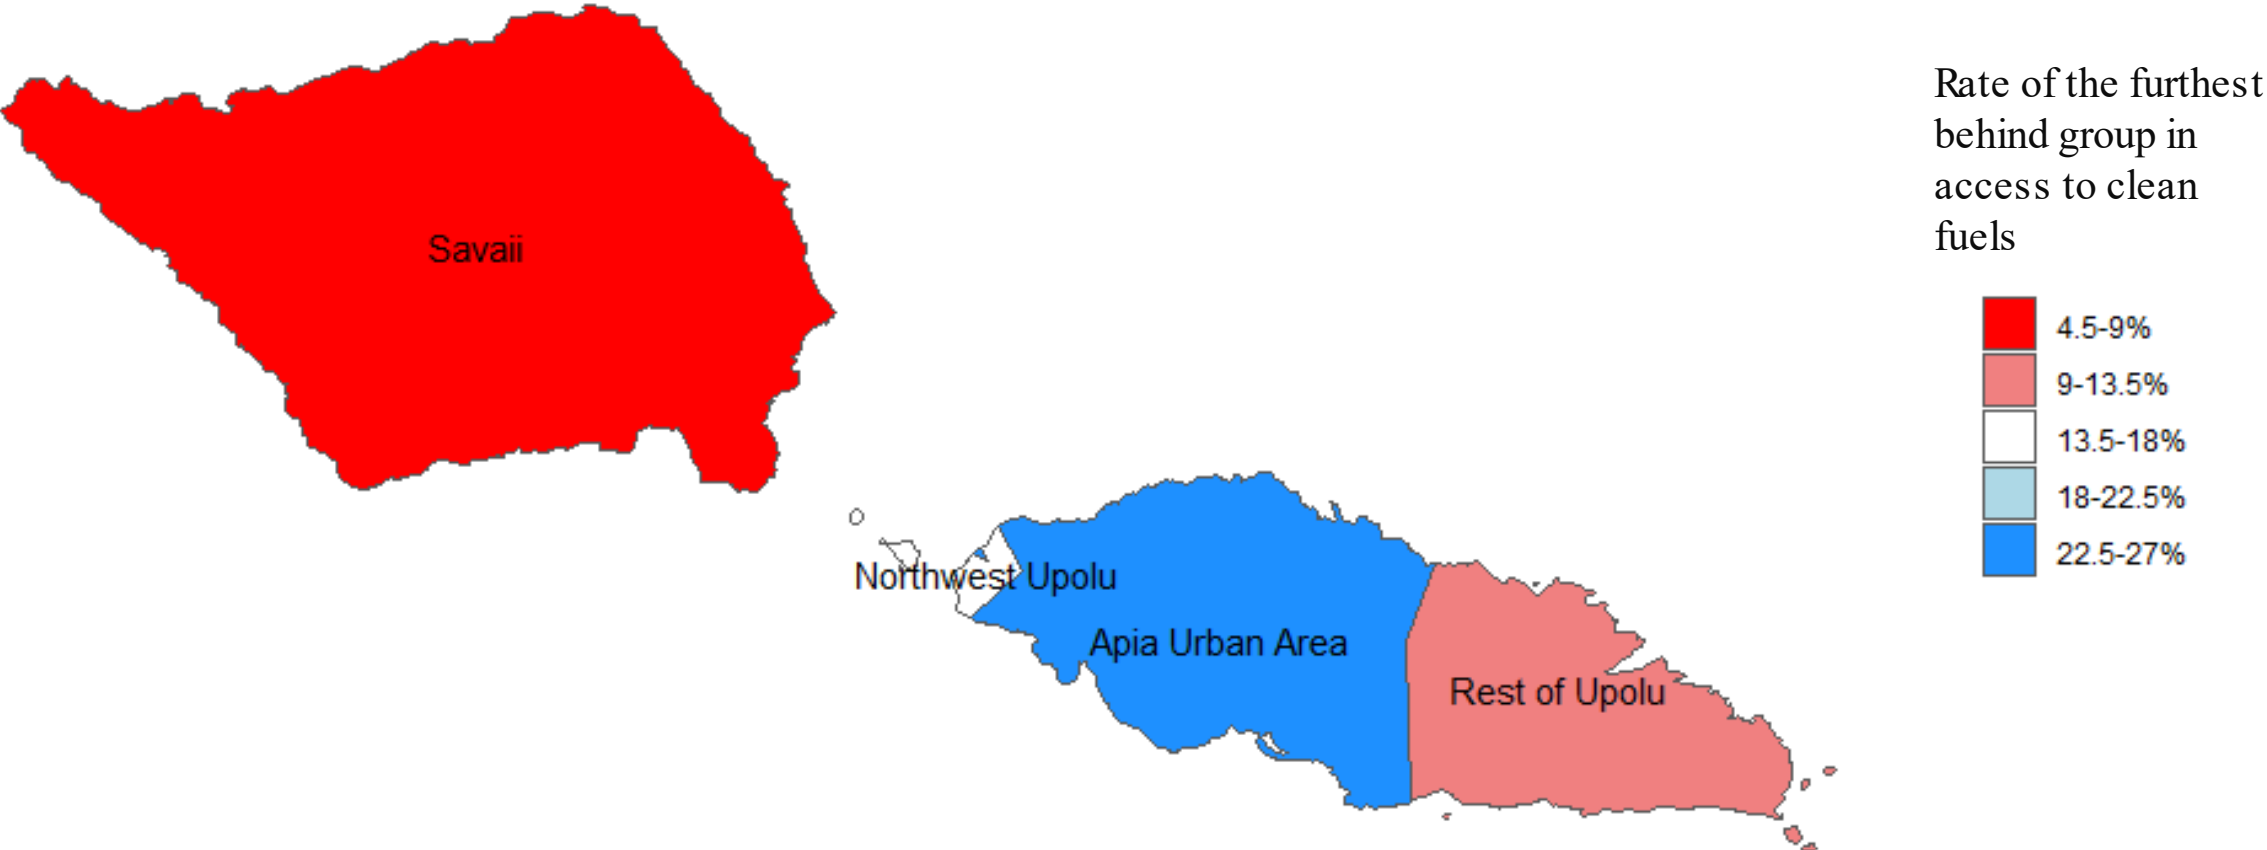 Rate of the furthest
behind group in
access to clean
fuels
4.5-9%
9-13.5%
13.5-18%
18-22.5%
22.5-27%
Savaii
Northwest Upolu
Apia Urban Area
Rest of Upolu